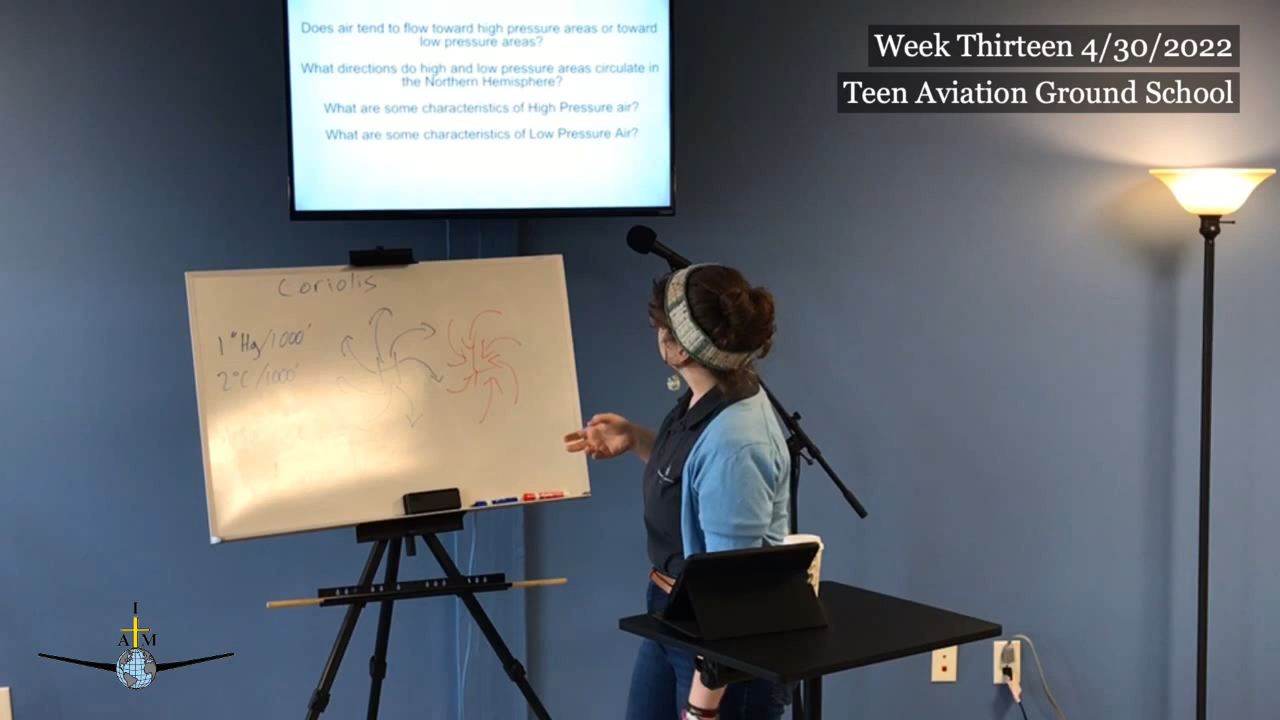 Does air tend to flow toward high pressure areas or toward
low pressure areas?
What directions do high and low pressure areas circulate in
the Northern Hemisphere?
What are some characteristics of High Pressure air?
What are some characteristics of Low Pressure Air?
Week Thirteen 4/30/2022
Teen Aviation Ground School
Coriolis
1"Hg/1000'
2°C/1000'
I
A M